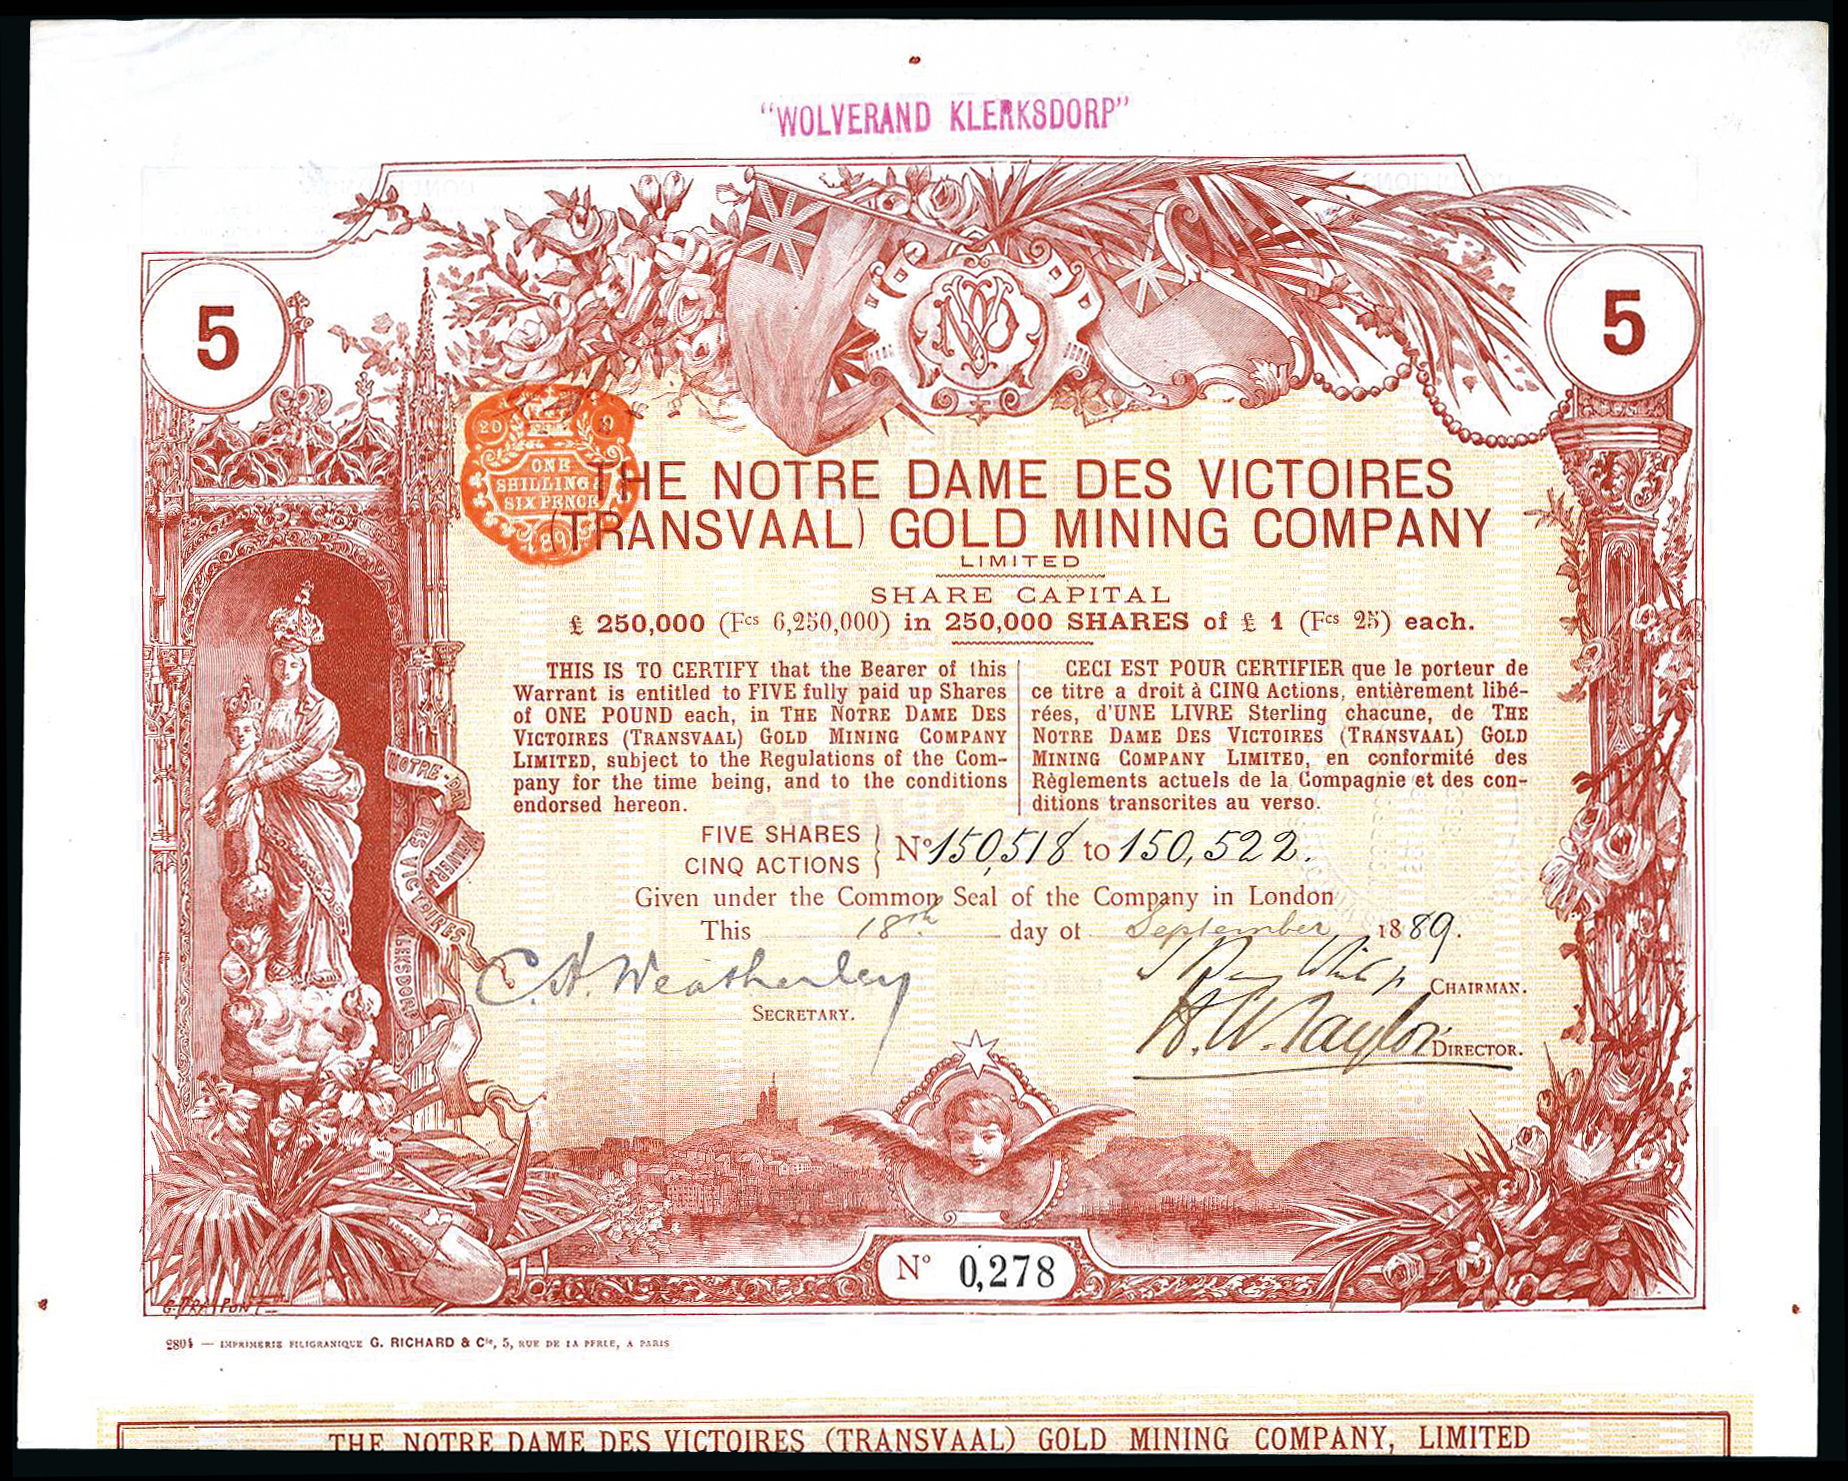 "WOLVERAND KLERKSDORP"
5
5
NVD
20
9
ONE
SHILLING &
SIX PENCE
89
THE NOTRE DAME DES VICTOIRES
(TRANSVAAL) GOLD MINING COMPANY
LIMITED
SHARE CAPITAL
£ 250,000 (Fcs 6,250,000) in 250,000 SHARES of £ 1 (Fcs 25) each.
THIS IS TO CERTIFY that the Bearer of this
Warrant is entitled to FIVE fully paid up Shares
of ONE POUND each, in THE NOTRE DAME DES
VICTOIRES (TRANSVAAL) GOLD MINING COMPANY
LIMITED, subject to the Regulations of the Com-
pany for the time being, and to the conditions
endorsed hereon.
CECI EST POUR CERTIFIER que le porteur de
ce titre a droit à CINQ Actions, entièrement libé-
rées, d'UNE LIVRE Sterling chacune, de THE
NOTRE DAME DES VICTOIRES (TRANSVAAL) GOLD
MINING COMPANY LIMITED, en conformité des
Règlements actuels de la Compagnie et des con-
ditions transcrites au verso.
NOTRE-DAME
DES VICTOIRES
KLERKSDORP
FIVE SHARES
CINQ ACTIONS
No 150,518 to 150,522.
Given under the Common Seal of the Company in London
This 18th day of September 1889.
C. H. Weatherley
SECRETARY.
CHAIRMAN.
H. W. Taylor
DIRECTOR.
No 0,278
G. DRAIPONT
2804 — IMPRIMERIE FILIGRANIQUE G. RICHARD & Cie, 5, RUE DE LA PERLE, A PARIS
THE NOTRE DAME DES VICTOIRES (TRANSVAAL) GOLD MINING COMPANY, LIMITED